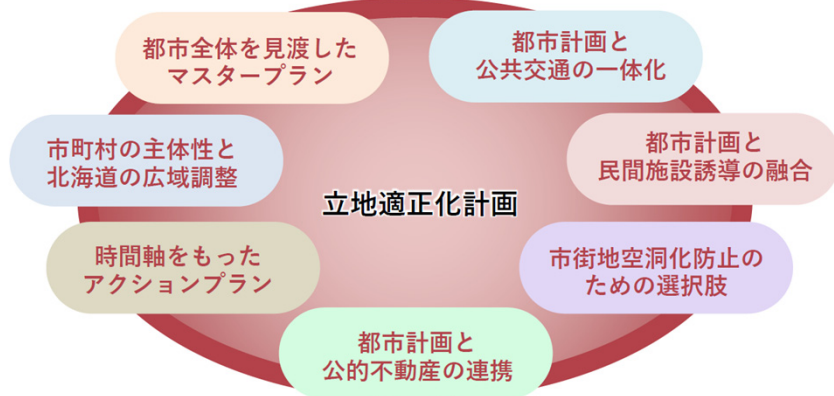 都市全体を見渡した
マスタープラン
都市計画と
公共交通の一体化
市町村の主体性と
北海道の広域調整
都市計画と
民間施設誘導の融合
立地適正化計画
時間軸をもった
アクションプラン
市街地空洞化防止の
ための選択肢
都市計画と
公的不動産の連携